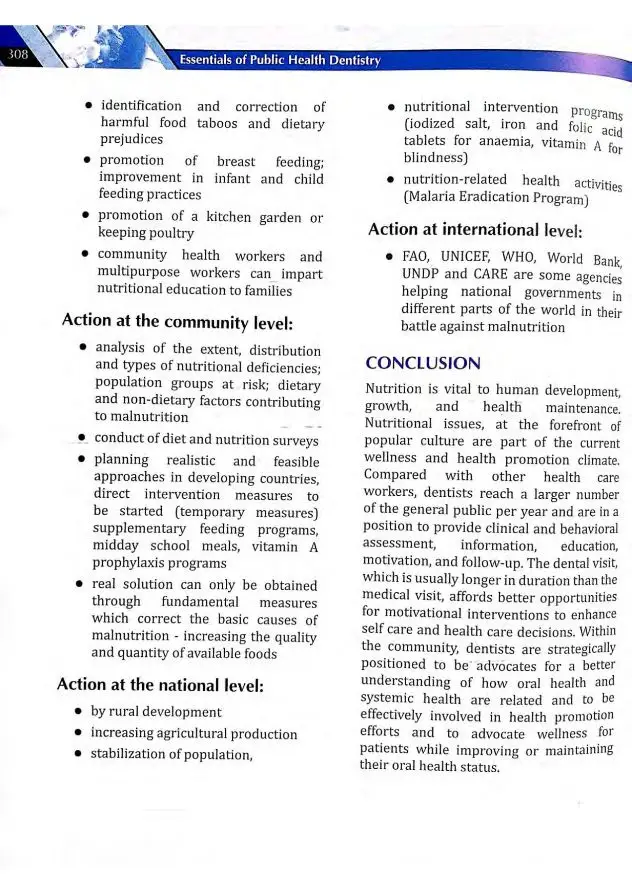 308
Essentials of Public Health Dentistry
• identification and correction of
harmful food taboos and dietary
prejudices
• promotion of breast feeding;
improvement in infant and child
feeding practices
• promotion of a kitchen garden or
keeping poultry
• community health workers and
multipurpose workers can impart
nutritional education to families
Action at the community level:
• analysis of the extent, distribution
and types of nutritional deficiencies;
population groups at risk; dietary
and non-dietary factors contributing
to malnutrition
• conduct of diet and nutrition surveys
• planning realistic and feasible
approaches in developing countries,
direct intervention measures to
be started (temporary measures)
supplementary feeding programs,
midday school meals, vitamin A
prophylaxis programs
• real solution can only be obtained
through fundamental measures
which correct the basic causes of
malnutrition - increasing the quality
and quantity of available foods
Action at the national level:
• by rural development
• increasing agricultural production
• stabilization of population,
• nutritional intervention programs
(iodized salt, iron and folic acid
tablets for anaemia, vitamin A for
blindness)
• nutrition-related health activities
(Malaria Eradication Program)
Action at international level:
• FAO, UNICEF, WHO, World Bank,
UNDP and CARE are some agencies
helping national governments in
different parts of the world in their
battle against malnutrition
CONCLUSION
Nutrition is vital to human development,
growth, and health maintenance.
Nutritional issues, at the forefront of
popular culture are part of the current
wellness and health promotion climate.
Compared with other health care
workers, dentists reach a larger number
of the general public per year and are in a
position to provide clinical and behavioral
assessment, information, education,
motivation, and follow-up. The dental visit,
which is usually longer in duration than the
medical visit, affords better opportunities
for motivational interventions to enhance
self care and health care decisions. Within
the community, dentists are strategically
positioned to be advocates for a better
understanding of how oral health and
systemic health are related and to be
effectively involved in health promotion
efforts and to advocate wellness for
patients while improving or maintaining
their oral health status.